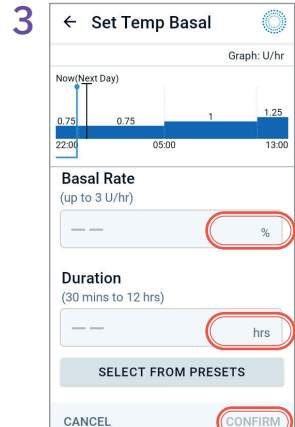 3
← Set Temp Basal
Graph: U/hr
Now(Next Day)
0.75 0.75 1 1.25
22:00 05:00 13:00
Basal Rate
(up to 3 U/hr)
— — %
Duration
(30 mins to 12 hrs)
— — hrs
SELECT FROM PRESETS
CANCEL CONFIRM